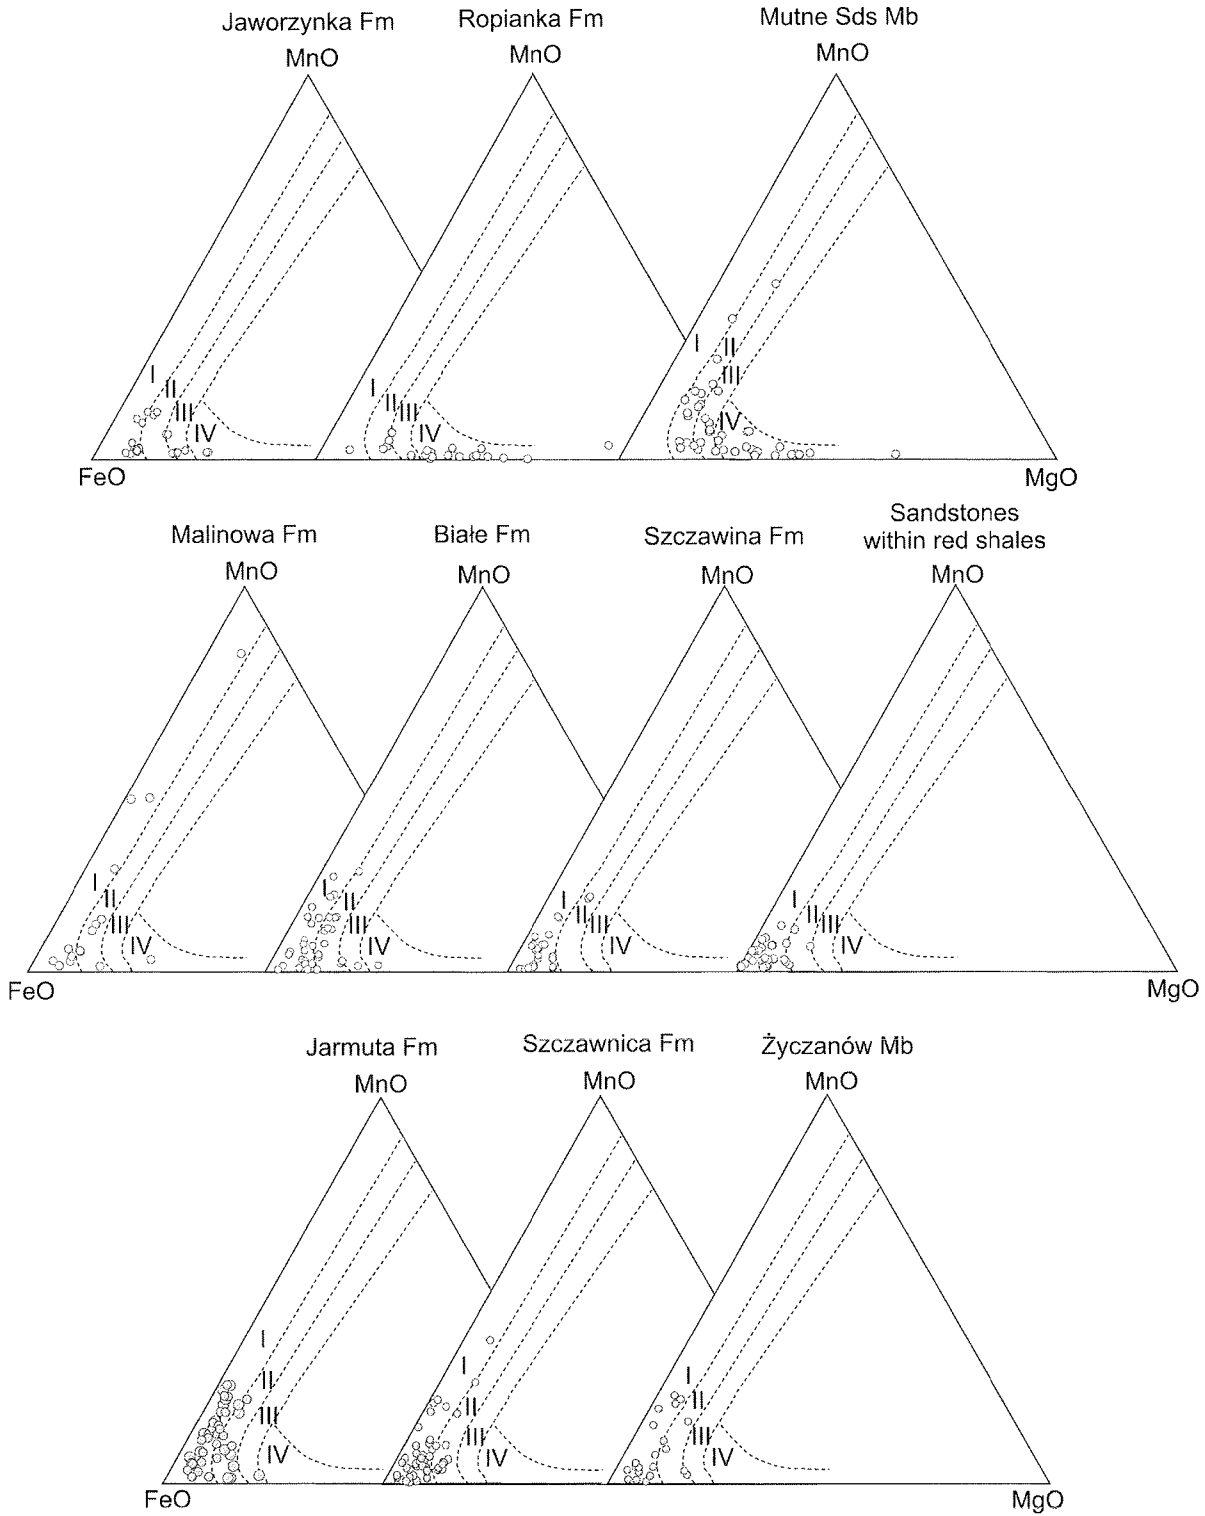 Jaworzynka Fm
Ropianka Fm
Mutne Sds Mb
MnO
MnO
MnO
I
II
III
IV
I
II
III
IV
I
II
III
IV
FeO
MgO
Malinowa Fm
Białe Fm
Szczawina Fm
Sandstones
within red shales
MnO
MnO
MnO
MnO
I
II
III
IV
I
II
III
IV
I
II
III
IV
I
II
III
IV
FeO
MgO
Jarmuta Fm
Szczawnica Fm
Życzanów Mb
MnO
MnO
MnO
I
II
III
IV
I
II
III
IV
I
II
III
IV
FeO
MgO